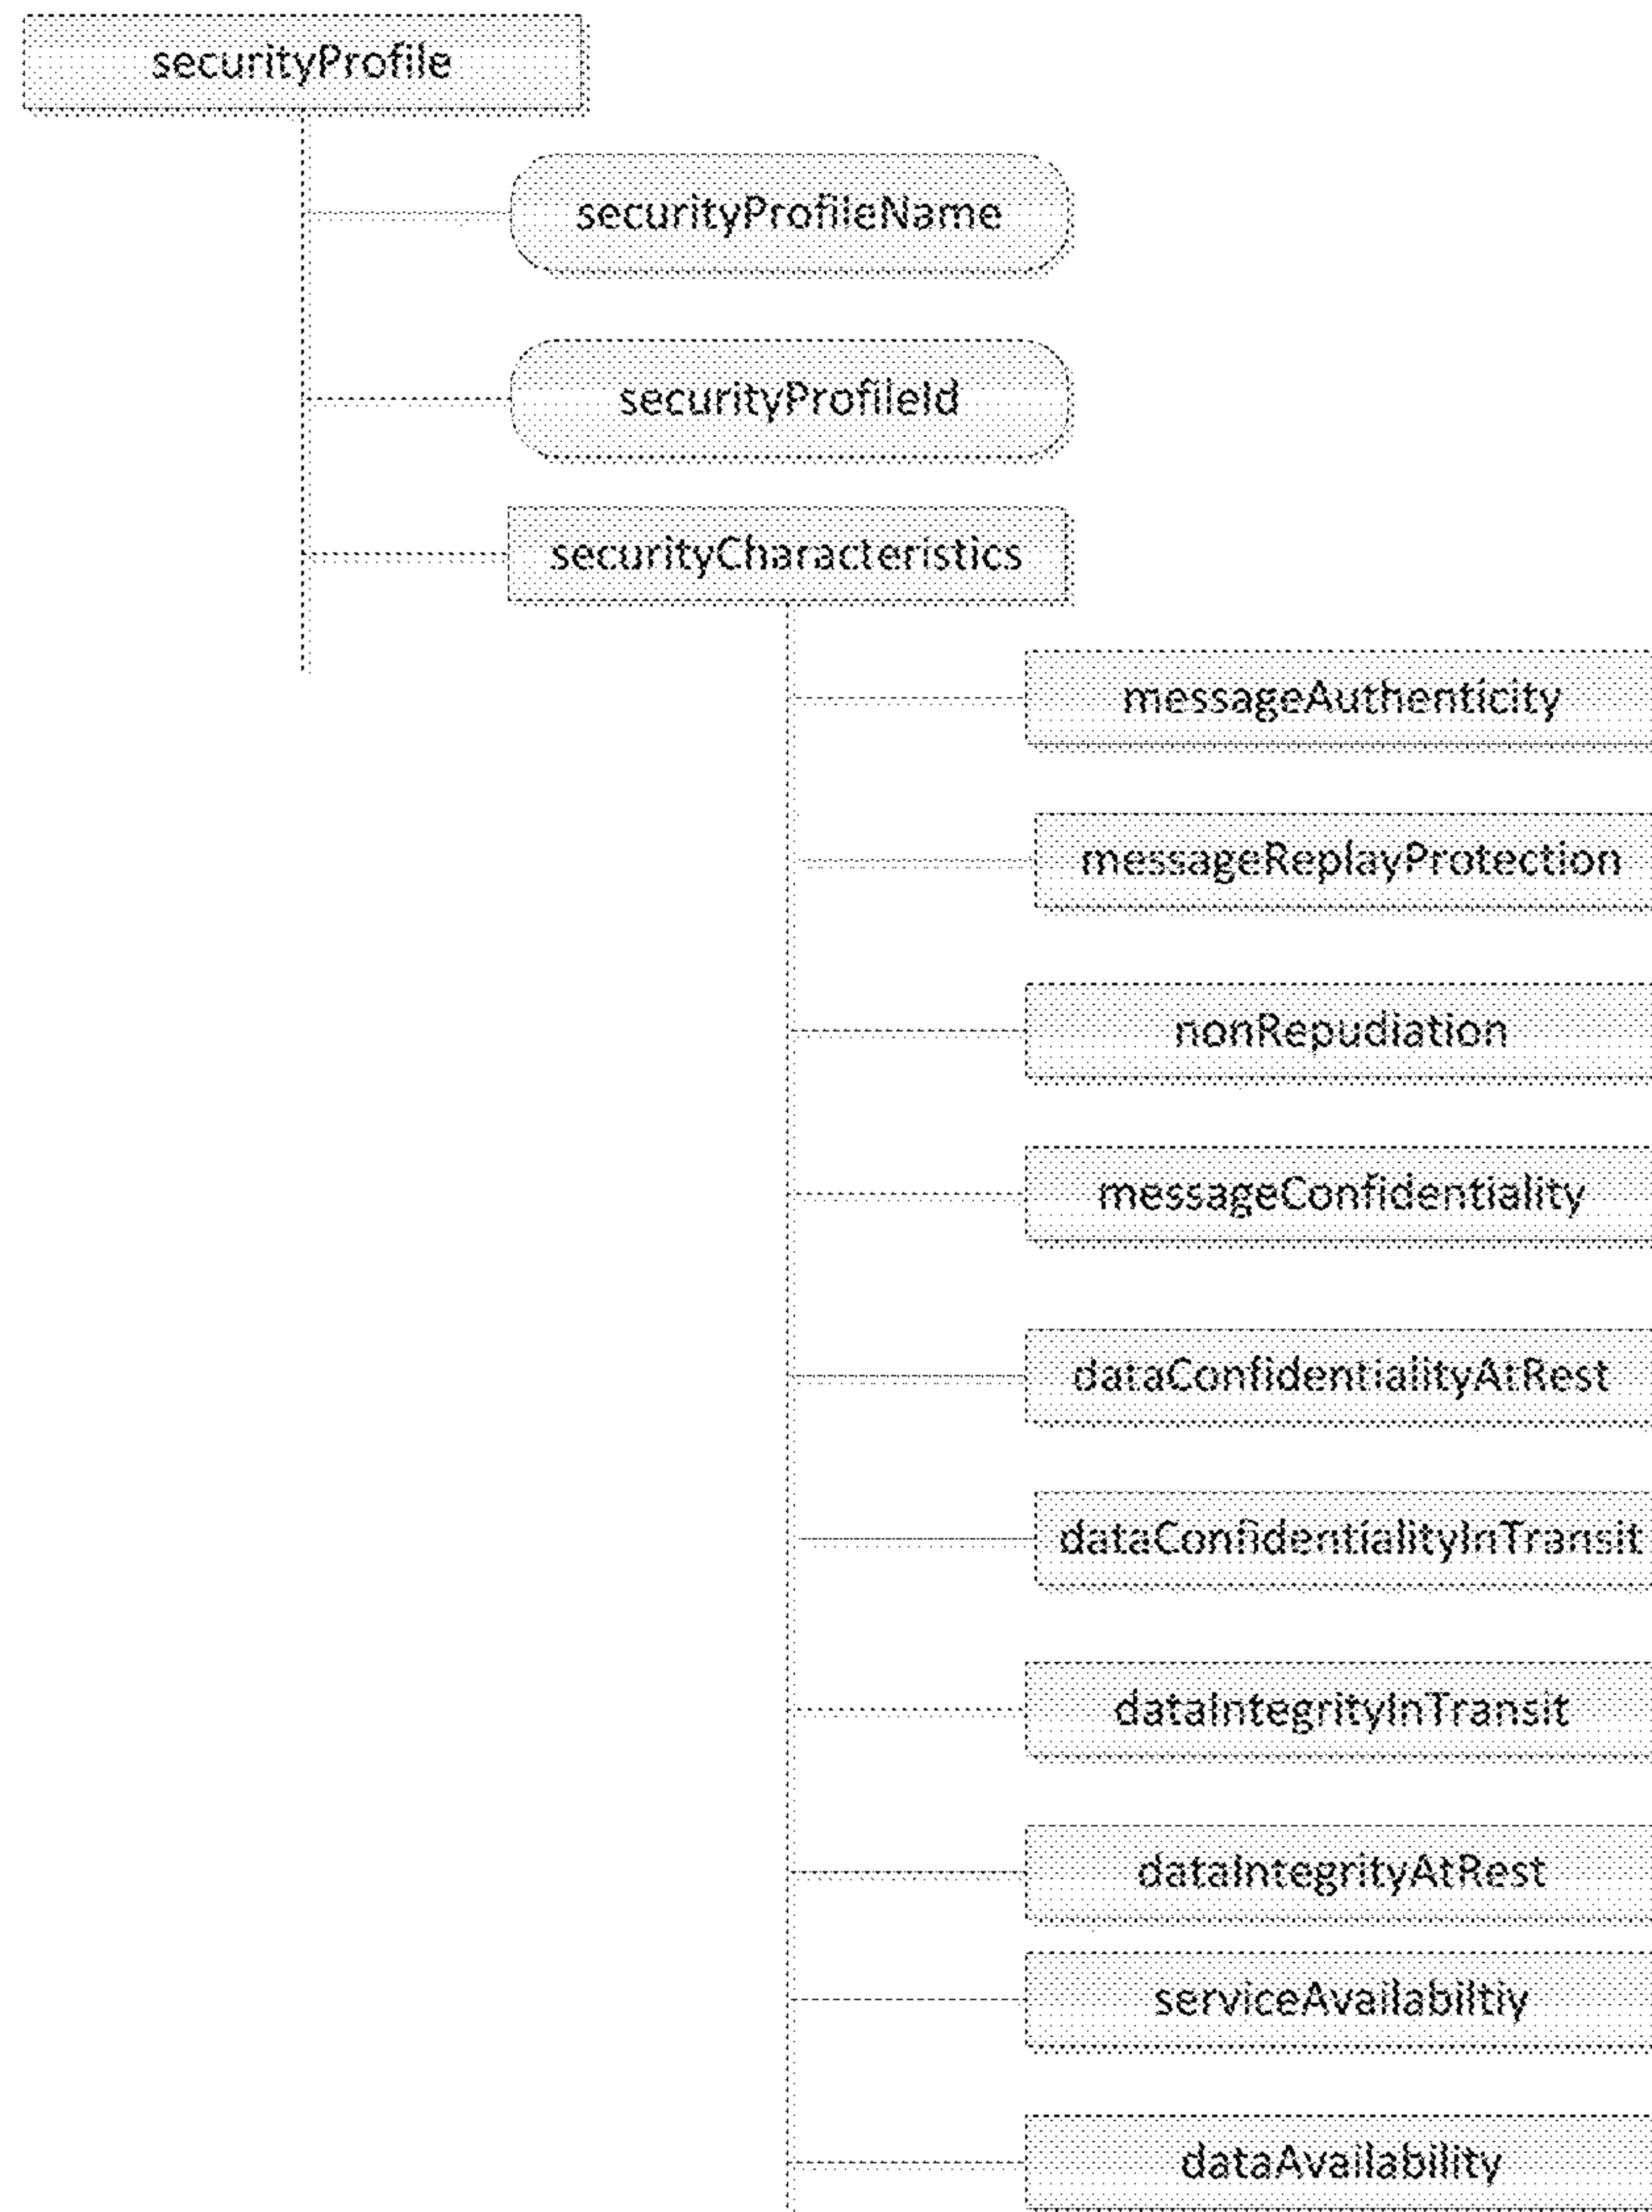 securityProfile
securityProfileName
securityProfileId
securityCharacteristics
messageAuthenticity
messageReplayProtection
nonRepudiation
messageConfidentiality
dataConfidentialityAtRest
dataConfidentialityInTransit
dataIntegrityInTransit
dataIntegrityAtRest
serviceAvailabiltiy
dataAvailability